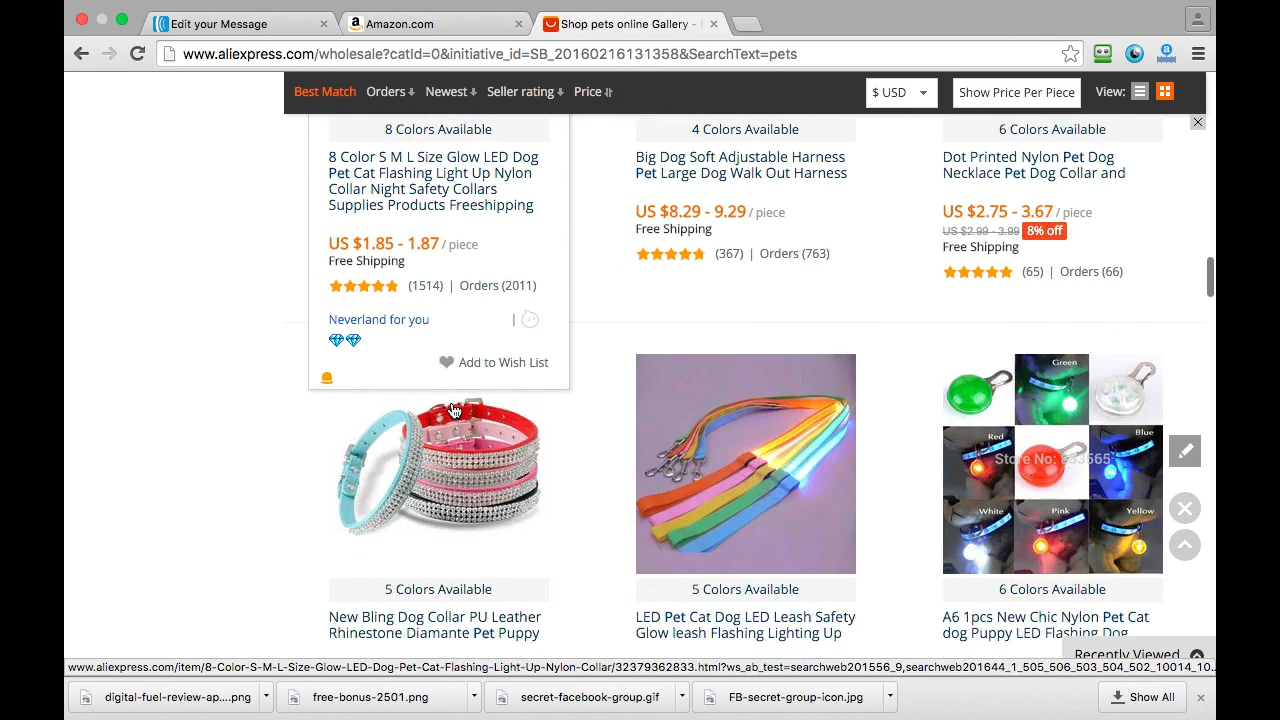 Edit your Message
Amazon.com
Shop pets online Gallery -
www.aliexpress.com/wholesale?catId=0&initiative_id=SB_20160216131358&SearchText=pets
Best Match Orders Newest Seller rating Price $ USD Show Price Per Piece View:
8 Colors Available
8 Color S M L Size Glow LED Dog
Pet Cat Flashing Light Up Nylon
Collar Night Safety Collars
Supplies Products Freeshipping
US $1.85 - 1.87 / piece
Free Shipping
(1514) | Orders (2011)
Neverland for you |
Add to Wish List
4 Colors Available
Big Dog Soft Adjustable Harness
Pet Large Dog Walk Out Harness
US $8.29 - 9.29 / piece
Free Shipping
(367) | Orders (763)
6 Colors Available
Dot Printed Nylon Pet Dog
Necklace Pet Dog Collar and
US $2.75 - 3.67 / piece
US $2.99 - 3.99 8% off
Free Shipping
(65) | Orders (66)
5 Colors Available
New Bling Dog Collar PU Leather
Rhinestone Diamante Pet Puppy
5 Colors Available
LED Pet Cat Dog LED Leash Safety
Glow leash Flashing Lighting Up
Green
Red
Blue
Store No:
White
Pink
Yellow
6 Colors Available
A6 1pcs New Chic Nylon Pet Cat
dog Puppy LED Flashing Dog
Recently Viewed
www.aliexpress.com/item/8-Color-S-M-L-Size-Glow-LED-Dog-Pet-Cat-Flashing-Light-Up-Nylon-Collar/32379362833.html?ws_ab_test=searchweb201556_9,searchweb201644_1_505_506_503_504_502_10014_10...
digital-fuel-review-ap....png
free-bonus-2501.png
secret-facebook-group.gif
FB-secret-group-icon.jpg
Show All